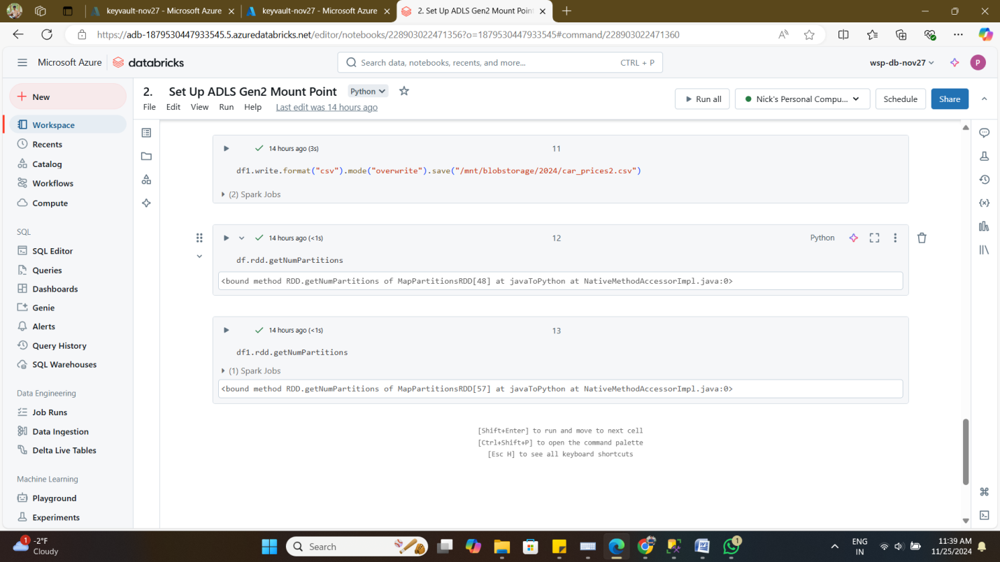 keyvault-nov27 - Microsoft Azure
keyvault-nov27 - Microsoft Azure
2. Set Up ADLS Gen2 Mount Point
https://adb-1879530447933545.5.azuredatabricks.net/editor/notebooks/228903022471356?o=1879530447933545#command/228903022471360
Microsoft Azure
databricks
Search data, notebooks, recents, and more...
CTRL + P
wsp-db-nov27
P
New
Workspace
Recents
Catalog
Workflows
Compute
SQL
SQL Editor
Queries
Dashboards
Genie
Alerts
Query History
SQL Warehouses
Data Engineering
Job Runs
Data Ingestion
Delta Live Tables
Machine Learning
Playground
Experiments
2. Set Up ADLS Gen2 Mount Point
Python
File Edit View Run Help Last edit was 14 hours ago
Run all
Nick's Personal Compu...
Schedule
Share
14 hours ago (3s)
11
df1.write.format("csv").mode("overwrite").save("/mnt/blobstorage/2024/car_prices2.csv")
(2) Spark Jobs
14 hours ago (<1s)
12
Python
df.rdd.getNumPartitions
<bound method RDD.getNumPartitions of MapPartitionsRDD[48] at javaToPython at NativeMethodAccessorImpl.java:0>
14 hours ago (<1s)
13
df1.rdd.getNumPartitions
(1) Spark Jobs
<bound method RDD.getNumPartitions of MapPartitionsRDD[57] at javaToPython at NativeMethodAccessorImpl.java:0>
[Shift+Enter] to run and move to next cell
[Ctrl+Shift+P] to open the command palette
[Esc H] to see all keyboard shortcuts
1
-2°F
Cloudy
Search
1
ENG
IN
11:39 AM
11/25/2024